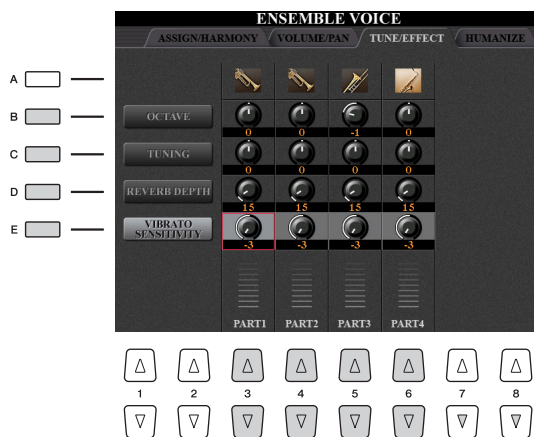 ENSEMBLE VOICE
ASSIGN/HARMONY VOLUME/PAN TUNE/EFFECT HUMANIZE
A
B OCTAVE 0 0 -1 0
C TUNING 0 0 0 0
D REVERB DEPTH 15 15 15 15
E VIBRATO SENSITIVITY -3 -3 -3 -3
PART1 PART2 PART3 PART4
1 2 3 4 5 6 7 8